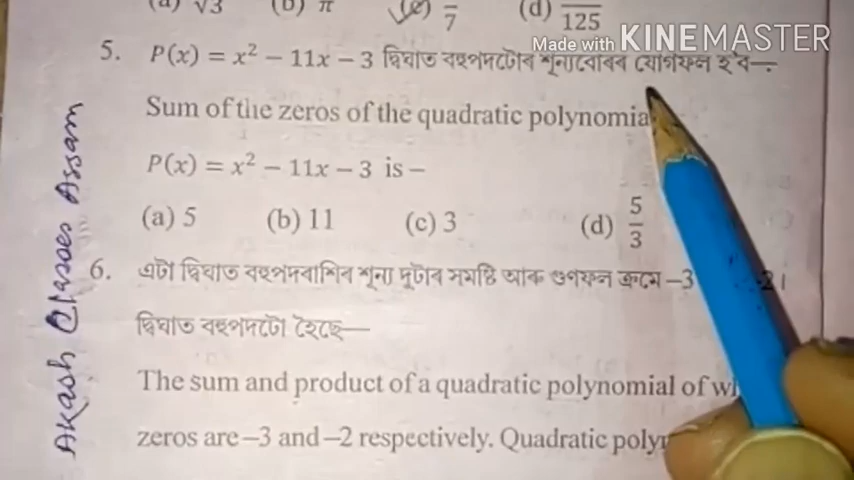 (a) √3 (b) π (c) /7 (d) /125
Made with KINEMASTER
5. P(x) = x² – 11x – 3 দ্বিঘাত বহুপদটোৰ শূন্যবোৰৰ যোগফল হ'ব—
Sum of the zeros of the quadratic
P(x) = x² – 11x – 3 is –
(a) 5 (b) 11 (c) 3 (d) 5/3
6. এটা দ্বিঘাত বহুপদৰাশিৰ শূন্য দুটাৰ সমষ্টি আৰু গুণফল ক্ৰমে –3
দ্বিঘাত বহুপদটো হৈছে—
The sum and product of a quadratic polynomial of
zeros are –3 and –2 respectively. Quadratic
Akash Classes Assam